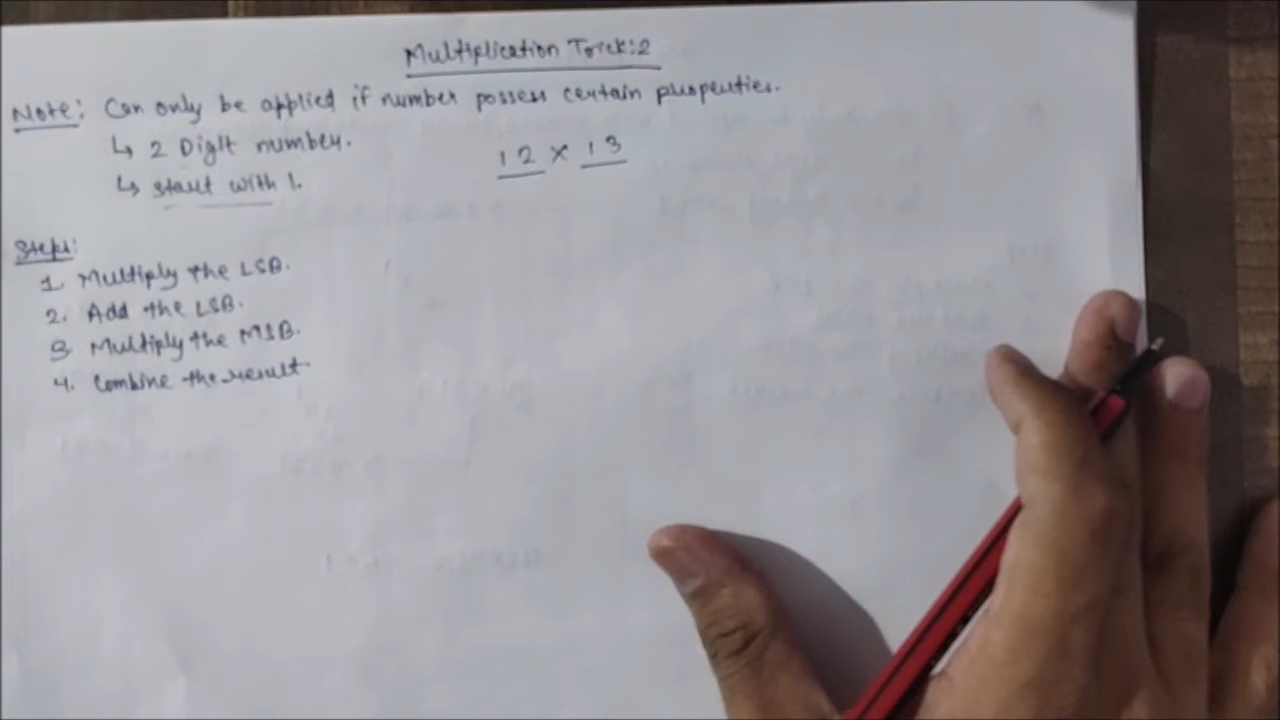 Multiplication Trick:2
Note: Can only be applied if number possess certain properties.
↳ 2 Digit number.
12 × 13
↳ start with 1.
Steps:
1. Multiply the LSB.
2. Add the LSB.
3. Multiply the MSB.
4. Combine the result